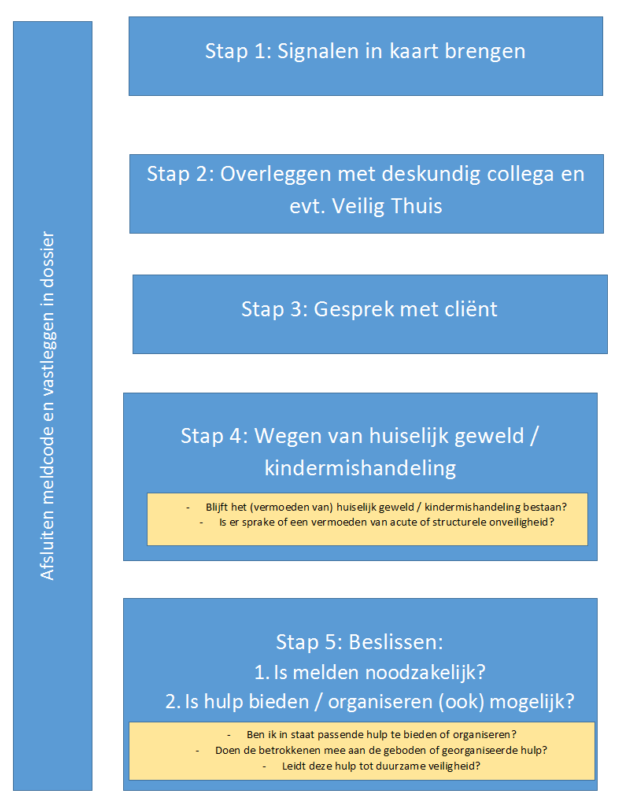 Afsluiten meldcode en vastleggen in dossier
Stap 1: Signalen in kaart brengen
Stap 2: Overleggen met deskundig collega en
evt. Veilig Thuis
Stap 3: Gesprek met cliënt
Stap 4: Wegen van huiselijk geweld /
kindermishandeling
- Blijft het (vermoeden van) huiselijk geweld / kindermishandeling bestaan?
- Is er sprake of een vermoeden van acute of structurele onveiligheid?
Stap 5: Beslissen:
1. Is melden noodzakelijk?
2. Is hulp bieden / organiseren (ook) mogelijk?
- Ben ik in staat passende hulp te bieden of organiseren?
- Doen de betrokkenen mee aan de geboden of georganiseerde hulp?
- Leidt deze hulp tot duurzame veiligheid?